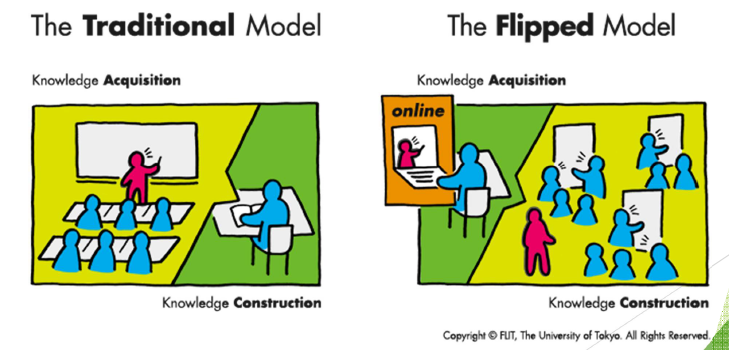 The Traditional Model
Knowledge Acquisition
Knowledge Construction
The Flipped Model
Knowledge Acquisition
online
Knowledge Construction
Copyright © FLIT, The University of Tokyo. All Rights Reserved.